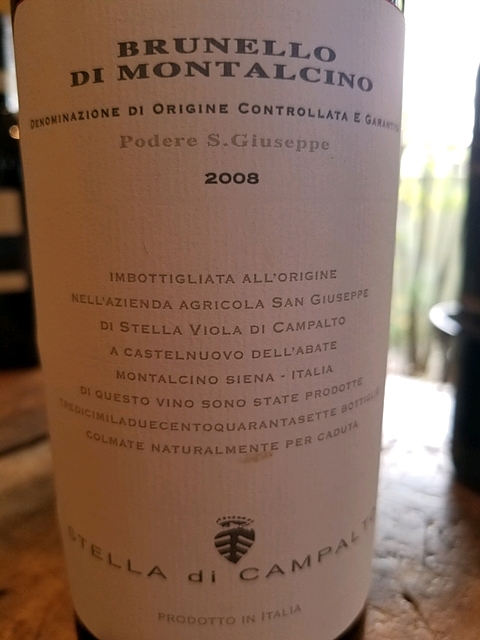 BRUNELLO
DI MONTALCINO
DENOMINAZIONE DI ORIGINE CONTROLLATA E GARANTITA
Podere S.Giuseppe
2008
IMBOTTIGLIATA ALL'ORIGINE
NELL'AZIENDA AGRICOLA SAN GIUSEPPE
DI STELLA VIOLA DI CAMPALTO
A CASTELNUOVO DELL'ABATE
MONTALCINO SIENA - ITALIA
DI QUESTO VINO SONO STATE PRODOTTE
TREDICIMILADUECENTOQUARANTASETTE BOTTIGLIE
COLMATE NATURALMENTE PER CADUTA
STELLA di CAMPALTO
PRODOTTO IN ITALIA